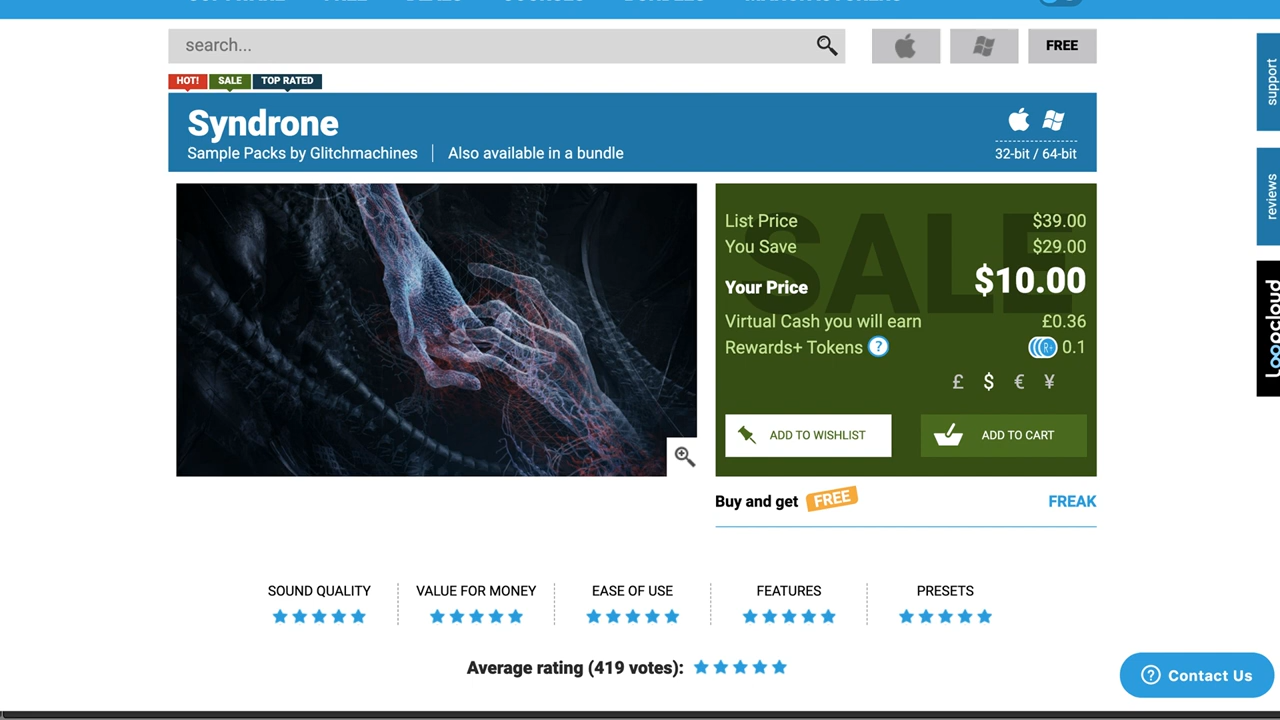 search...
FREE
HOT! SALE TOP RATED
Syndrone
Sample Packs by Glitchmachines | Also available in a bundle
32-bit / 64-bit
SALE
List Price $39.00
You Save $29.00
Your Price $10.00
Virtual Cash you will earn £0.36
Rewards+ Tokens ? R+ 0.1
£ $ € ¥
ADD TO WISHLIST
ADD TO CART
Buy and get FREE FREAK
SOUND QUALITY
VALUE FOR MONEY
EASE OF USE
FEATURES
PRESETS
Average rating (419 votes):
support
reviews
loopcloud
? Contact Us